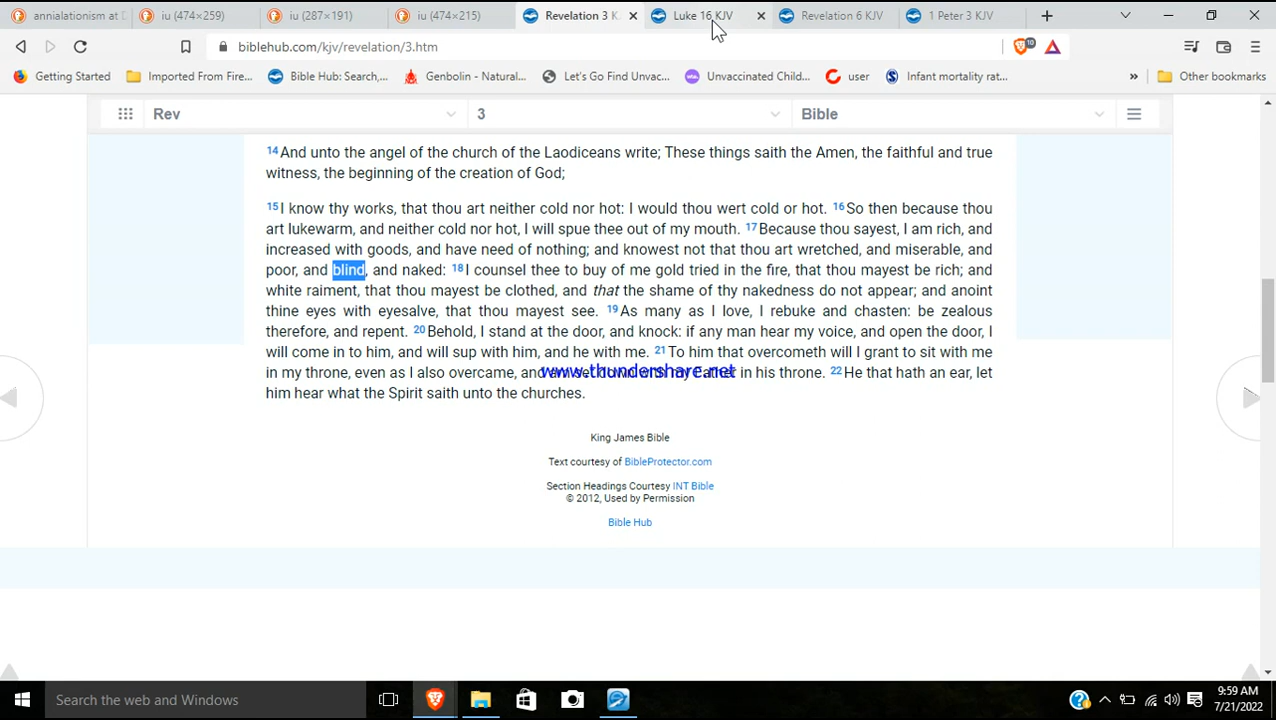 annialationism at D
iu (474×259)
iu (287×191)
iu (474×215)
Revelation 3 K
Luke 16 KJV
Revelation 6 KJV
1 Peter 3 KJV
biblehub.com/kjv/revelation/3.htm
10
Getting Started
Imported From Fire...
Bible Hub: Search,...
Genbolin - Natural...
Let's Go Find Unvac...
Unvaccinated Chil...
user
Infant mortality rat...
»
Other bookmarks
Rev
3
Bible
14 And unto the angel of the church of the Laodiceans write; These things saith the Amen, the faithful and true
witness, the beginning of the creation of God;
15 I know thy works, that thou art neither cold nor hot: I would thou wert cold or hot. 16 So then because thou
art lukewarm, and neither cold nor hot, I will spue thee out of my mouth. 17 Because thou sayest, I am rich, and
increased with goods, and have need of nothing; and knowest not that thou art wretched, and miserable, and
poor, and blind, and naked: 18 I counsel thee to buy of me gold tried in the fire, that thou mayest be rich; and
white raiment, that thou mayest be clothed, and that the shame of thy nakedness do not appear; and anoint
thine eyes with eyesalve, that thou mayest see. 19 As many as I love, I rebuke and chasten: be zealous
therefore, and repent. 20 Behold, I stand at the door, and knock: if any man hear my voice, and open the door, I
will come in to him, and will sup with him, and he with me. 21 To him that overcometh will I grant to sit with me
in my throne, even as I also overcame, and am set down with my Father in his throne. 22 He that hath an ear, let
www.thundershare.net
him hear what the Spirit saith unto the churches.
King James Bible
Text courtesy of BibleProtector.com
Section Headings Courtesy INT Bible
© 2012, Used by Permission
Bible Hub
Search the web and Windows
9:59 AM
7/21/2022